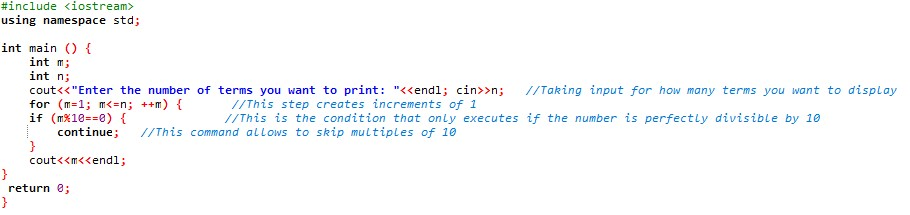 #include <iostream>
using namespace std;
int main () {
int m;
int n;
cout<<"Enter the number of terms you want to print: "<<endl; cin>>n; //Taking input for how many terms you want to display
for (m=1; m<=n; ++m) { //This step creates increments of 1
if (m%10==0) { //This is the condition that only executes if the number is perfectly divisible by 10
continue; //This command allows to skip multiples of 10
}
cout<<m<<endl;
}
return 0;
}